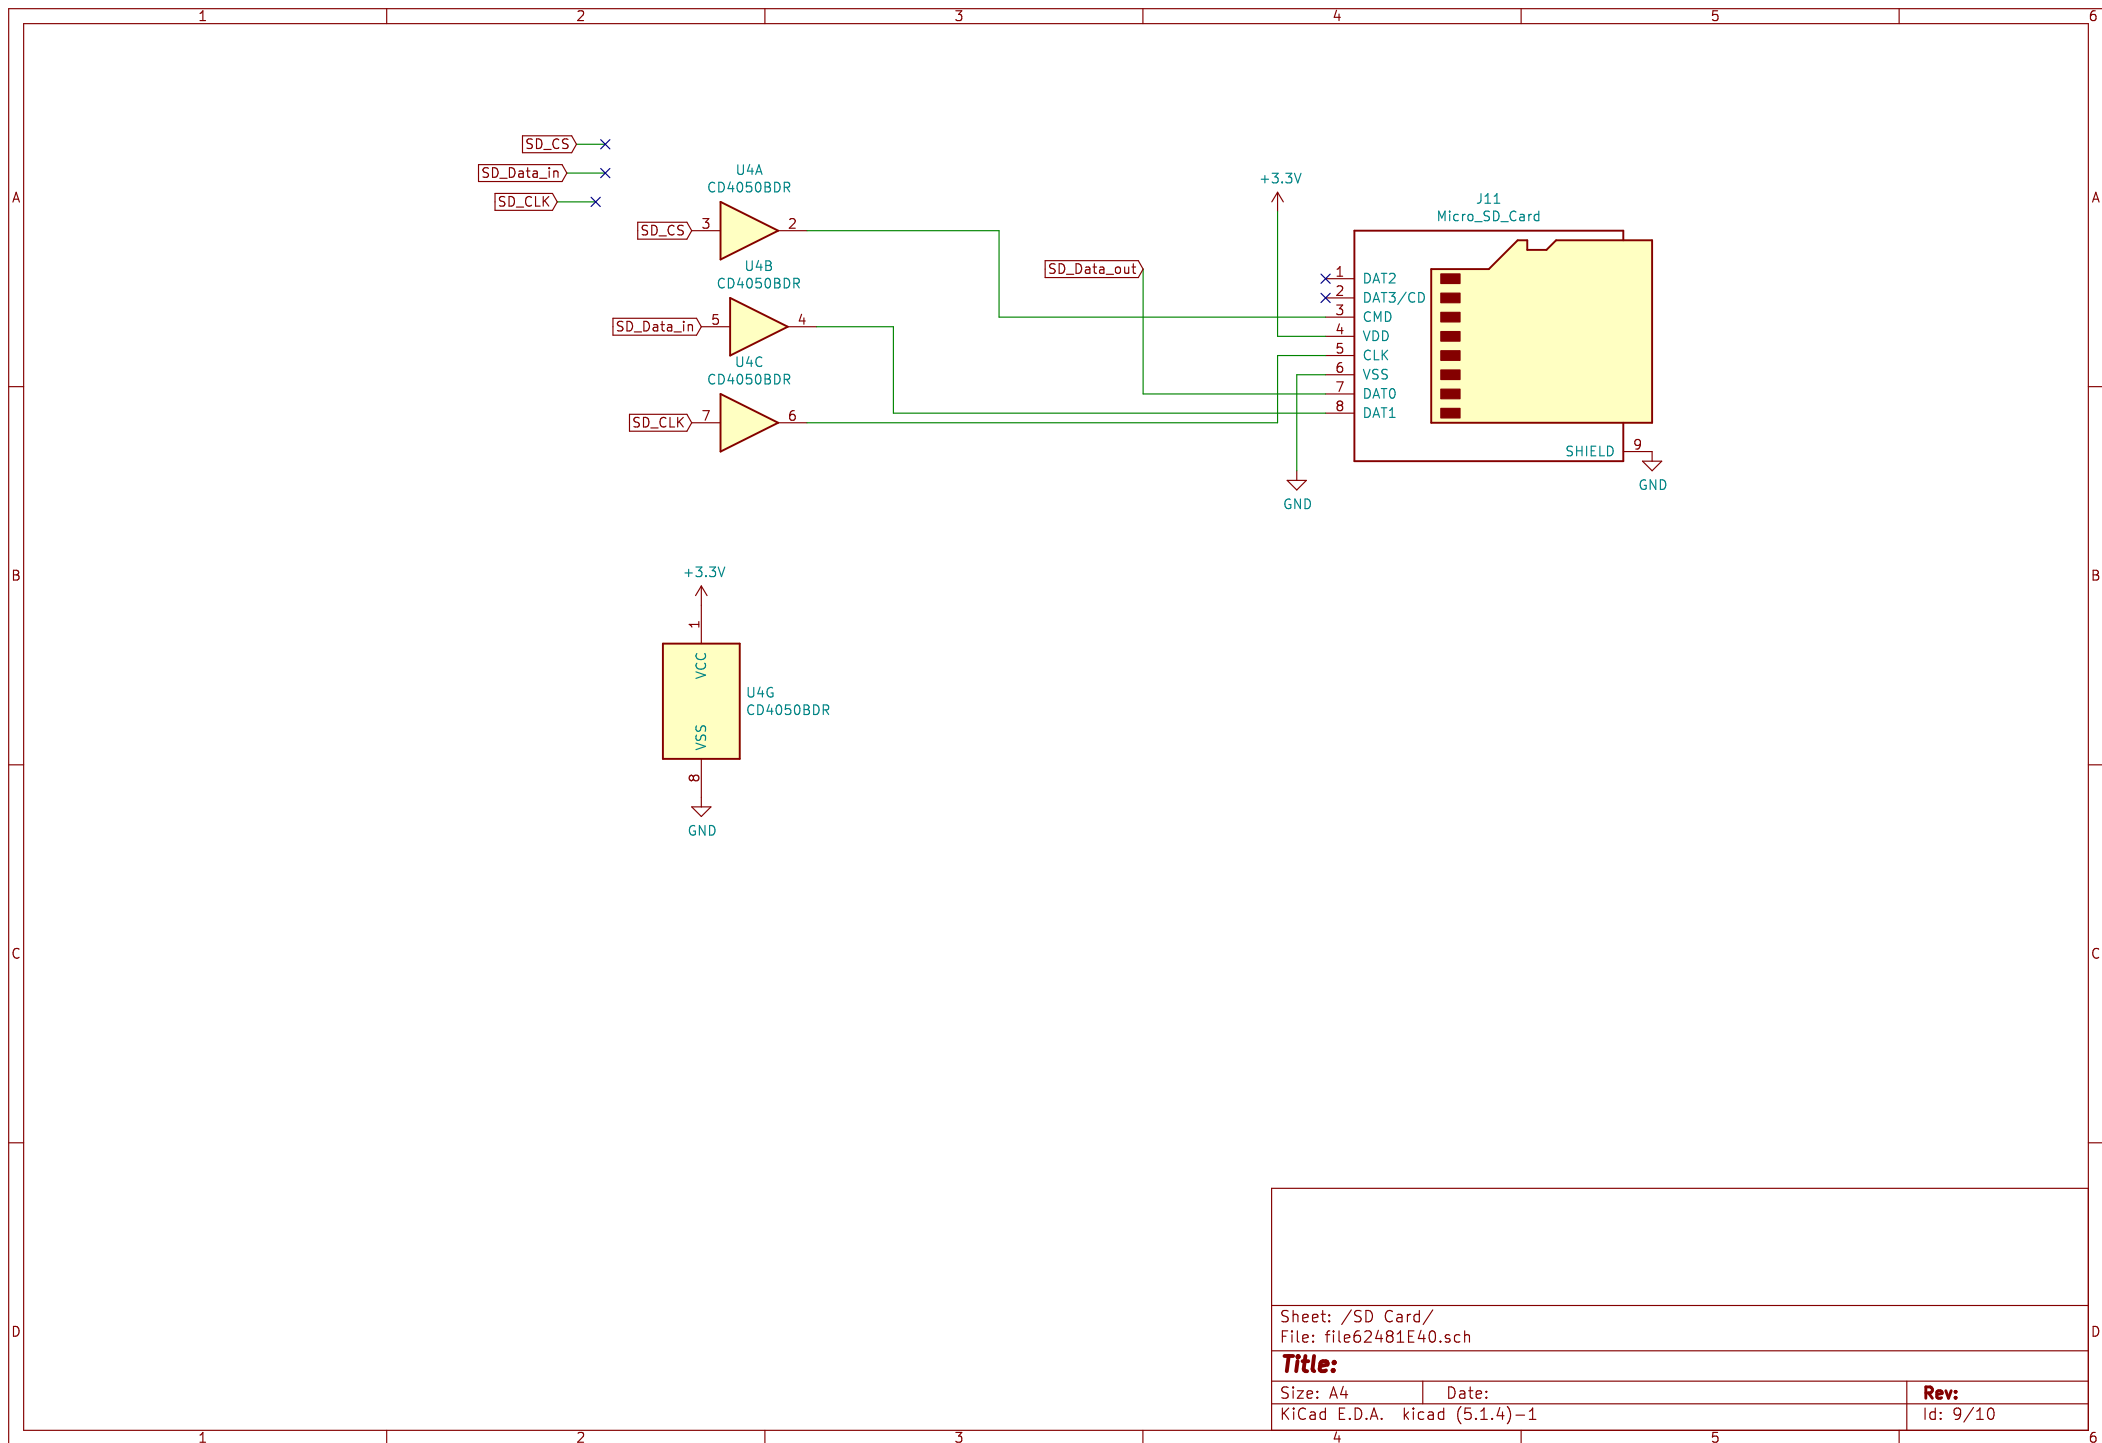 1 2 3 4 5 6
SD_CS
SD_Data_in
SD_CLK
A A
U4A
CD4050BDR
SD_CS 3 2
U4B
CD4050BDR
SD_Data_in 5 4
U4C
CD4050BDR
SD_CLK 7 6
SD_Data_out
+3.3V
J11
Micro_SD_Card
1 DAT2
2 DAT3/CD
3 CMD
4 VDD
5 CLK
6 VSS
7 DAT0
8 DAT1
SHIELD 9
GND
GND
B B
+3.3V
1
VCC
U4G
CD4050BDR
VSS
8
GND
C C
D D
Sheet: /SD Card/
File: file62481E40.sch
Title:
Size: A4 Date: Rev:
KiCad E.D.A. kicad (5.1.4)-1 Id: 9/10
1 2 3 4 5 6